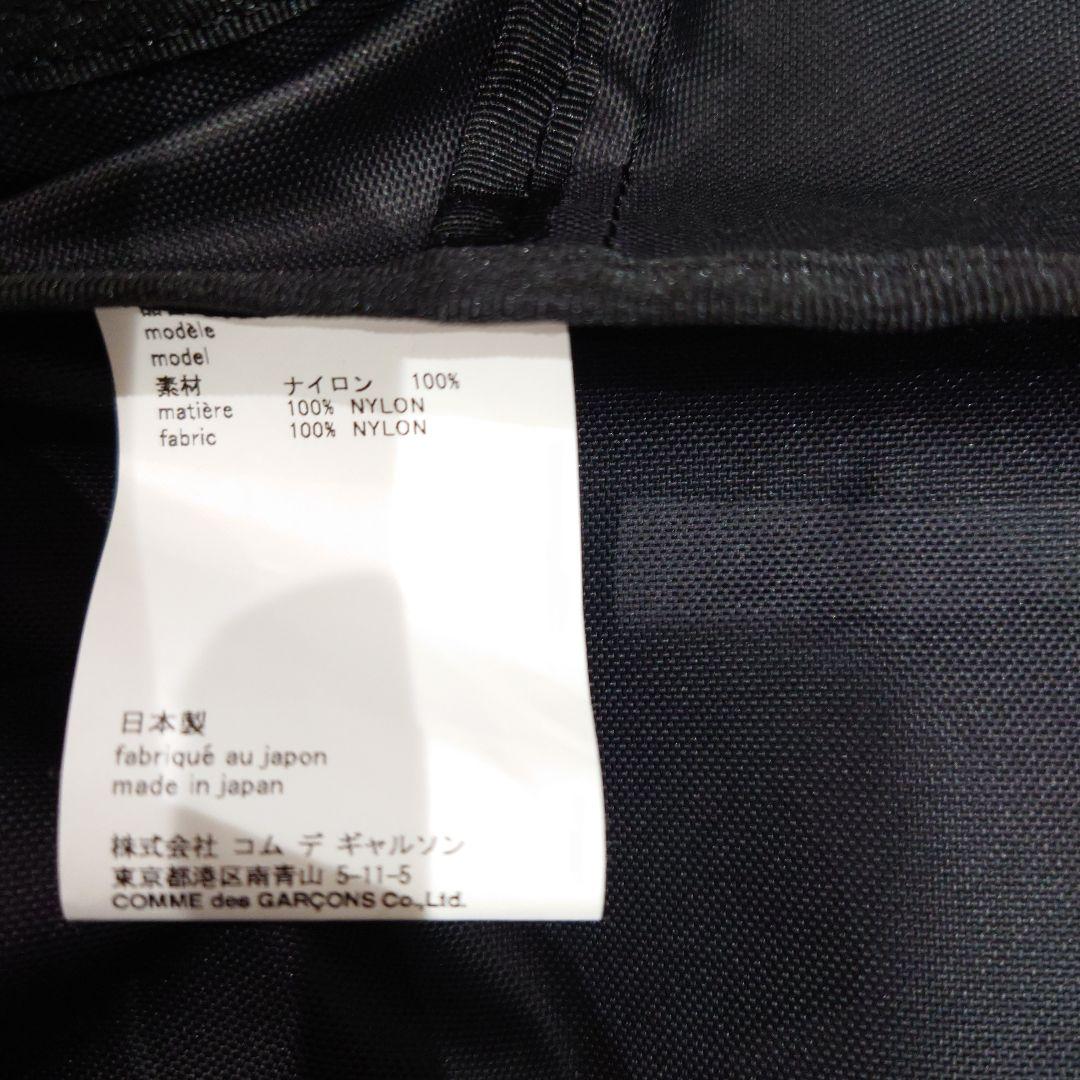 modèle
model
素材 ナイロン 100%
matière 100% NYLON
fabric 100% NYLON
日本製
fabriqué au japon
made in japan
株式会社 コム デ ギャルソン
東京都港区南青山 5-11-5
COMME des GARÇONS Co.,Ltd.